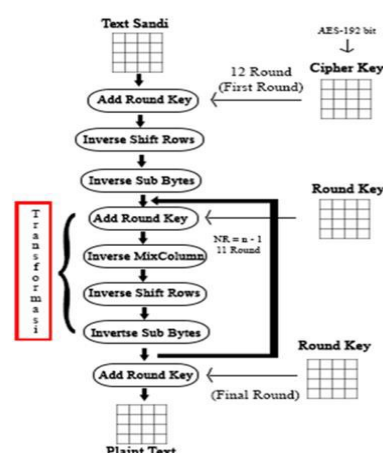 Text Sandi
AES-192 bit
Cipher Key
12 Round
(First Round)
Add Round Key
Inverse Shift Rows
Inverse Sub Bytes
Round Key
Transformasi
Add Round Key
NR = n - 1
11 Round
Inverse MixColumn
Inverse Shift Rows
Invertse Sub Bytes
Round Key
Add Round Key
(Final Round)
Plaint Text